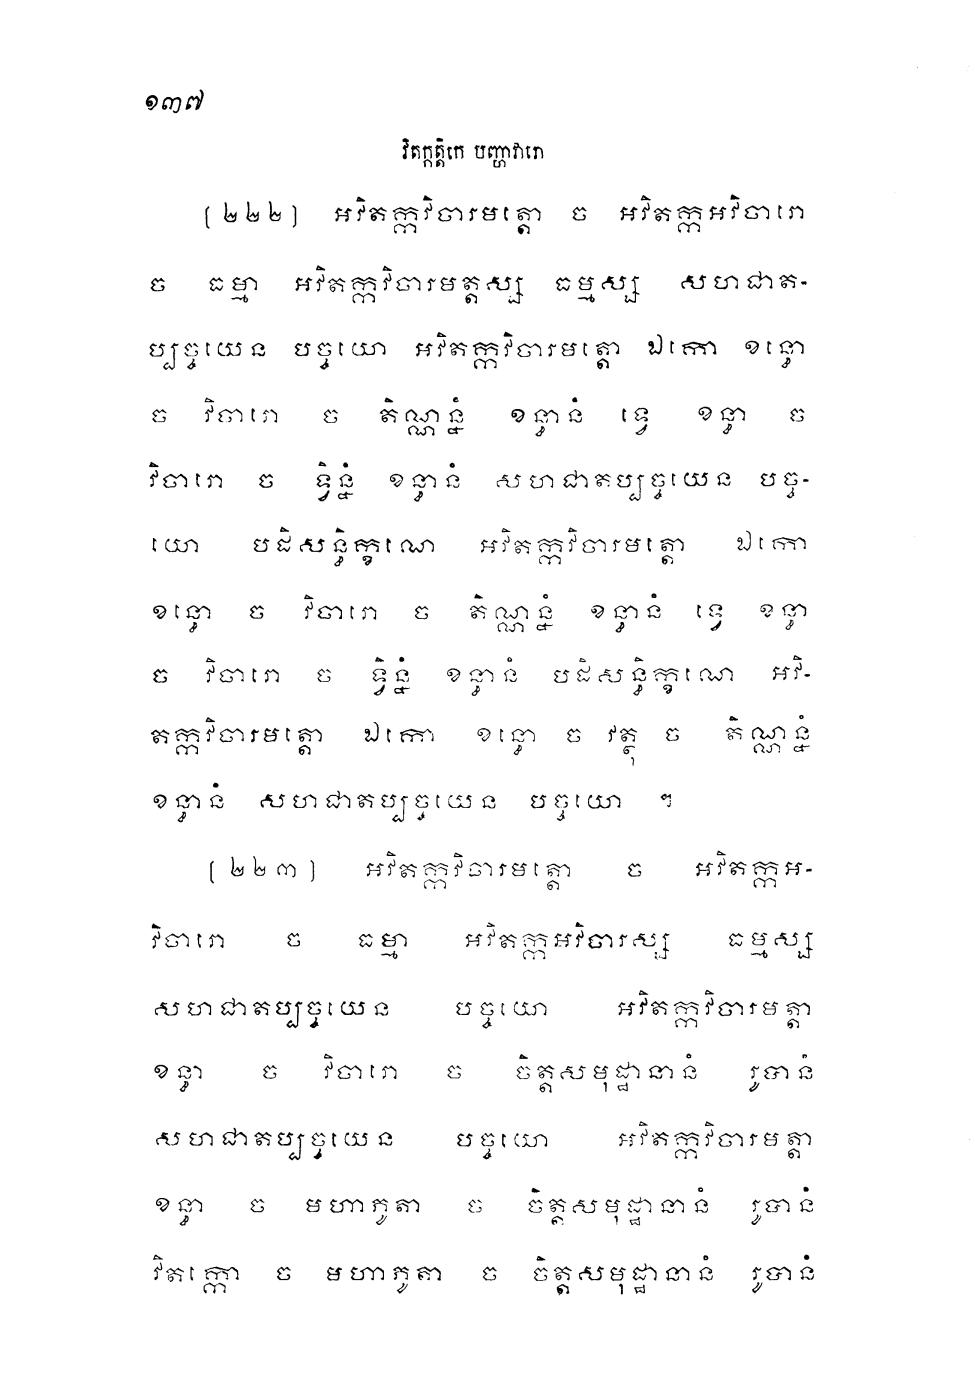 ១៣៧
វិតក្កត្តិកេ បញ្ហាវារោ
(២២២) អវិតក្កវិចារមត្តោ ច អវិតក្កអវិចារោ
ច ធម្មា អវិតក្កវិចារមត្តស្ស ធម្មស្ស សហជាត-
ប្បច្ចយេន បច្ចយោ អវិតក្កវិចារមត្តោ ឯកោ ខន្ធោ
ច វិចារោ ច តិណ្ណន្នំ ខន្ធានំ ទ្វេ ខន្ធា ច
វិចារោ ច ទ្វិន្នំ ខន្ធានំ សហជាតប្បច្ចយេន បច្ច-
យោ បដិសន្ធិក្ខណេ អវិតក្កវិចារមត្តោ ឯកោ
ខន្ធោ ច វិចារោ ច តិណ្ណន្នំ ខន្ធានំ ទ្វេ ខន្ធា
ច វិចារោ ច ទ្វិន្នំ ខន្ធានំ បដិសន្ធិក្ខណេ អវិ-
តក្កវិចារមត្តោ ឯកោ ខន្ធោ ច វត្ថុ ច តិណ្ណន្នំ
ខន្ធានំ សហជាតប្បច្ចយេន បច្ចយោ ។
(២២៣) អវិតក្កវិចារមត្តោ ច អវិតក្កអ-
វិចារោ ច ធម្មា អវិតក្កអវិចារស្ស ធម្មស្ស
សហជាតប្បច្ចយេន បច្ចយោ អវិតក្កវិចារមត្តា
ខន្ធា ច វិចារោ ច ចិត្តសមុដ្ឋានានំ រូបានំ
សហជាតប្បច្ចយេន បច្ចយោ អវិតក្កវិចារមត្តា
ខន្ធា ច មហាភូតា ច ចិត្តសមុដ្ឋានានំ រូបានំ
វិតក្កោ ច មហាភូតា ច ចិត្តសមុដ្ឋានានំ រូបានំ